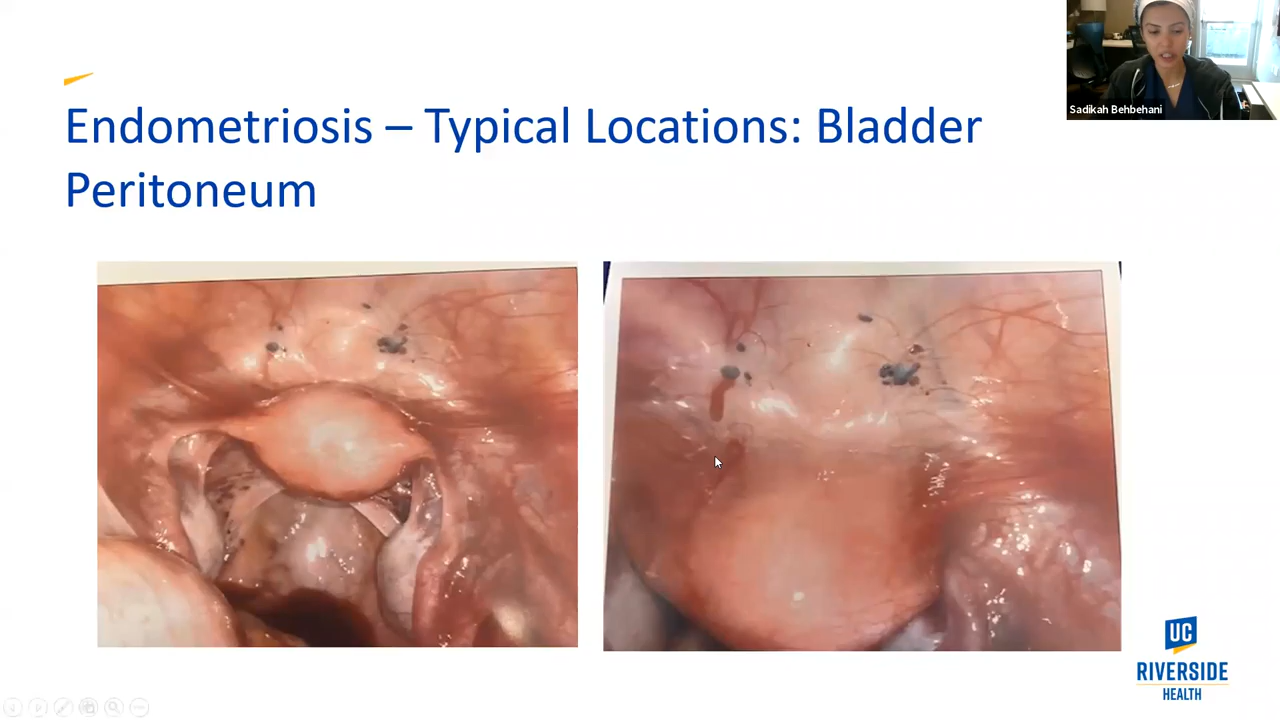 Sadikah Behbehani
Endometriosis – Typical Locations: Bladder
Peritoneum
UC
RIVERSIDE
HEALTH